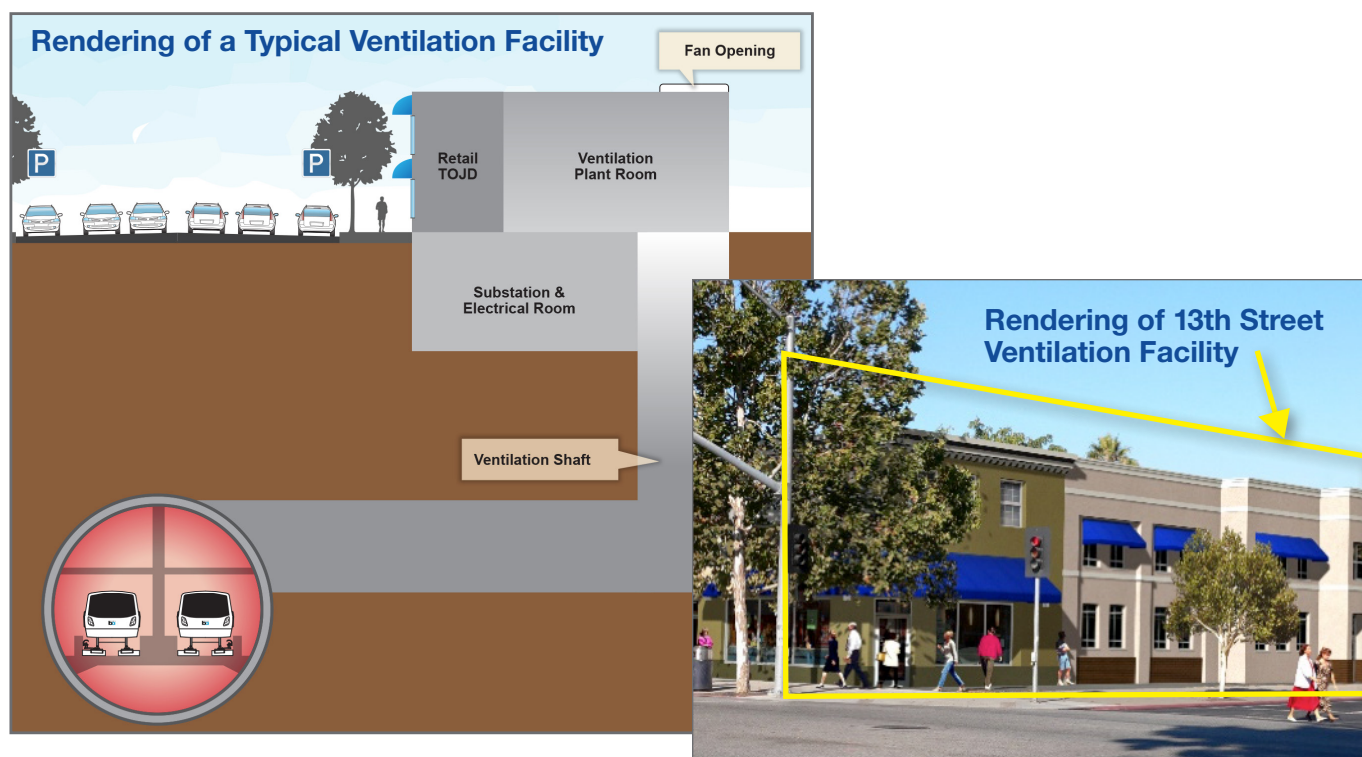 Rendering of a Typical Ventilation Facility
Fan Opening
P
P
Retail
TOJD
Ventilation
Plant Room
Substation &
Electrical Room
Ventilation Shaft
Rendering of 13th Street
Ventilation Facility